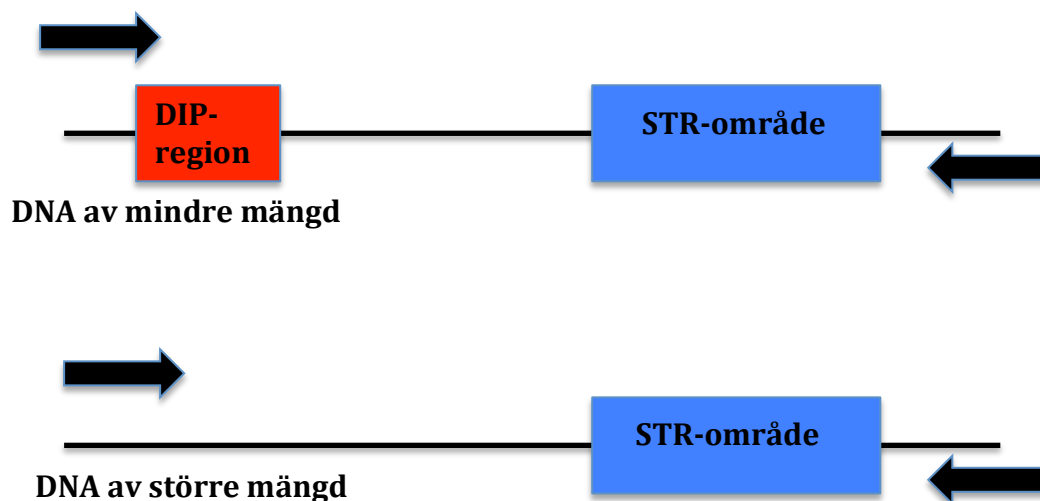 DIP-
region
STR-område
DNA av mindre mängd
STR-område
DNA av större mängd